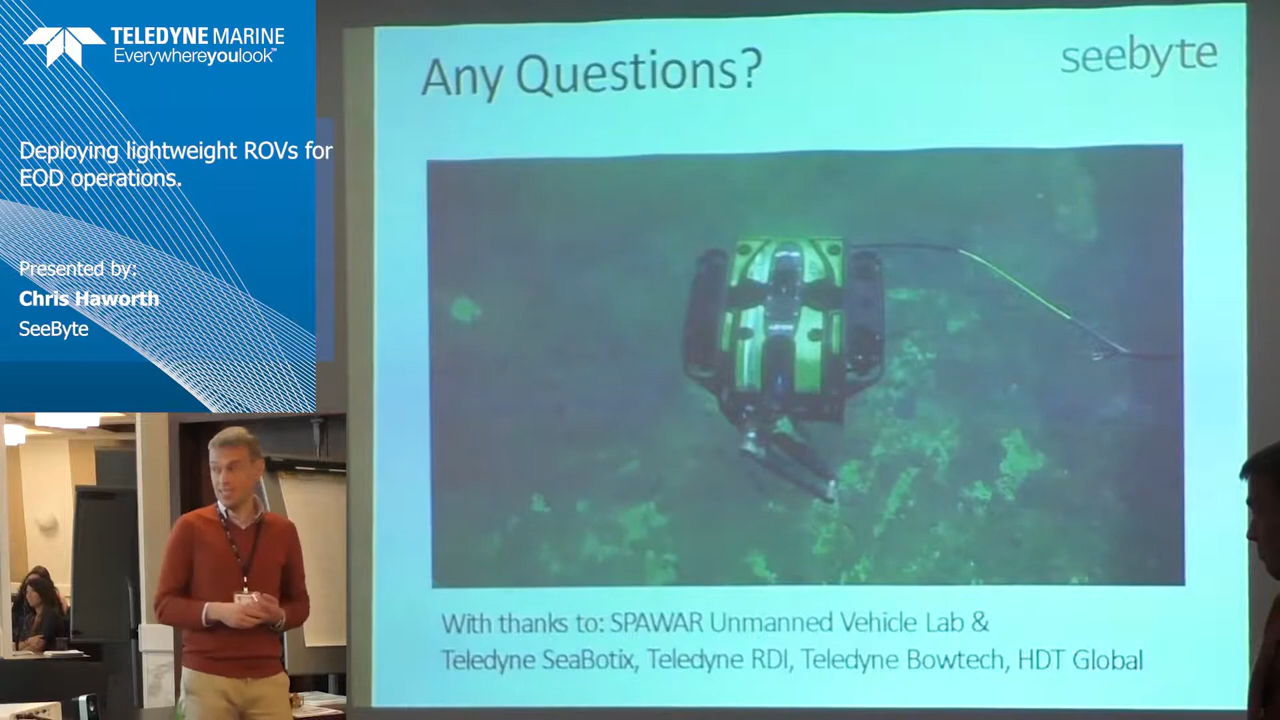 TELEDYNE MARINE
Everywhereyoulook™
Deploying lightweight ROVs for
EOD operations.
Presented by:
Chris Haworth
SeeByte
Any Questions?
seebyte
With thanks to: SPAWAR Unmanned Vehicle Lab &
Teledyne SeaBotix, Teledyne RDI, Teledyne Bowtech, HDT Global